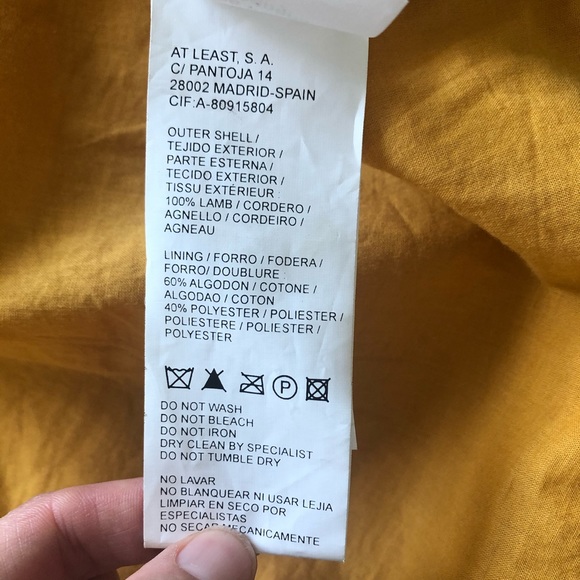 AT LEAST, S. A.
C/ PANTOJA 14
28002 MADRID-SPAIN
CIF:A-80915804
OUTER SHELL /
TEJIDO EXTERIOR /
PARTE ESTERNA /
TECIDO EXTERIOR /
TISSU EXTÉRIEUR
100% LAMB / CORDERO /
AGNELLO / CORDEIRO /
AGNEAU
LINING / FORRO / FODERA /
FORRO/ DOUBLURE
60% ALGODON / COTONE /
ALGODAO / COTON
40% POLYESTER / POLIESTER /
POLIESTERE / POLIESTER /
POLYESTER
P
DO NOT WASH
DO NOT BLEACH
DO NOT IRON
DRY CLEAN BY SPECIALIST
DO NOT TUMBLE DRY
NO LAVAR
NO BLANQUEAR NI USAR LEJIA
LIMPIAR EN SECO POR
ESPECIALISTAS
NO SECAR MECANICAMENTE